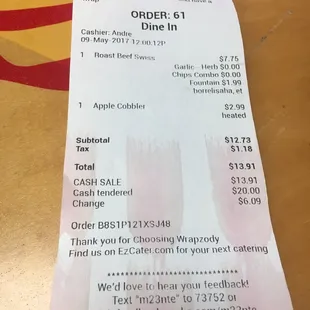 ORDER: 61
Dine In
Cashier: Andre
09-May-2017 12:00:12P
1 Roast Beef Swiss $7.75
Garlic - Herb $0.00
Chips Combo $0.00
Fountain $1.99
borrelisaha, et
1 Apple Cobbler $2.99
heated
Subtotal $12.73
Tax $1.18
Total $13.91
CASH SALE $13.91
Cash tendered $20.00
Change $6.09
Order B8S1P121XSJ48
Thank you for Choosing Wrapzody
Find us on EzCater.com for your next catering
******************************
We'd love to hear your feedback!
Text "m23nte" to 73752 or